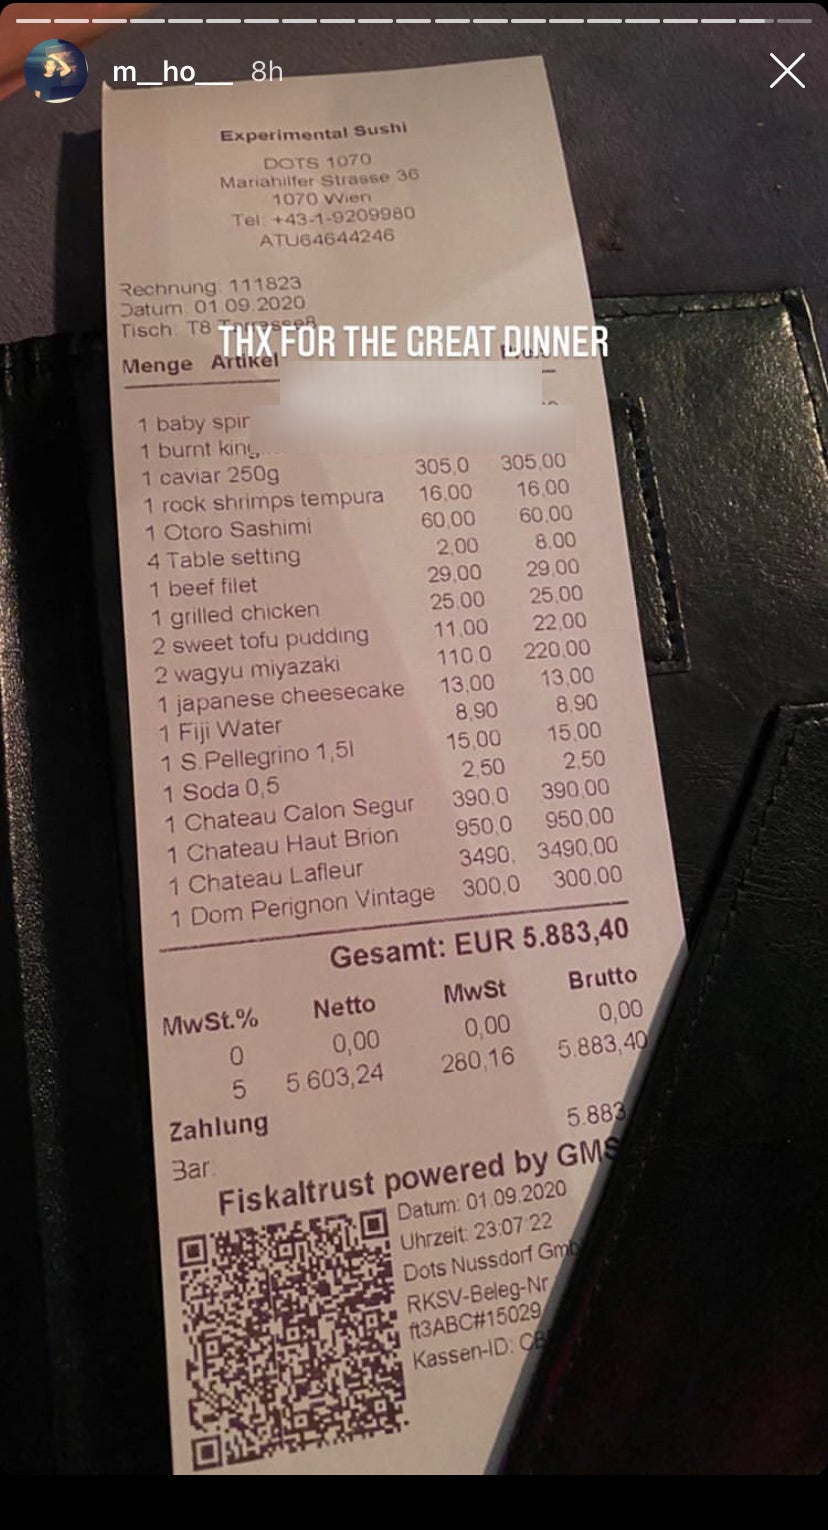 m__ho___ 8h
Experimental Sushi
DOTS 1070
Mariahilfer Strasse 36
1070 Wien
Tel: +43-1-9209980
ATU64644246
Rechnung: 111823
Datum: 01.09.2020
Tisch: T8
THX FOR THE GREAT DINNER
Menge Artikel
1 baby
1 burnt
1 caviar 250g 305,0 305,00
1 rock shrimps tempura 16,00 16,00
1 Otoro Sashimi 60,00 60,00
4 Table setting 2,00 8,00
1 beef filet 29,00 29,00
1 grilled chicken 25,00 25,00
2 sweet tofu pudding 11,00 22,00
2 wagyu miyazaki 110,0 220,00
1 japanese cheesecake 13,00 13,00
1 Fiji Water 8,90 8,90
1 S.Pellegrino 1,5l 15,00 15,00
1 Soda 0,5 2,50 2,50
1 Chateau Calon Segur 390,0 390,00
1 Chateau Haut Brion 950,0 950,00
1 Chateau Lafleur 3490, 3490,00
1 Dom Perignon Vintage 300,0 300,00
Gesamt: EUR 5.883,40
MwSt.% Netto MwSt Brutto
0 0,00 0,00 0,00
5 5.603,24 280,16 5.883,40
Zahlung
Bar: 5.883
Fiskaltrust powered by GMS
Datum: 01.09.2020
Uhrzeit: 23:07:22
Dots Nussdorf
RKSV-Beleg-Nr
ft3ABC#15029
Kassen-ID: